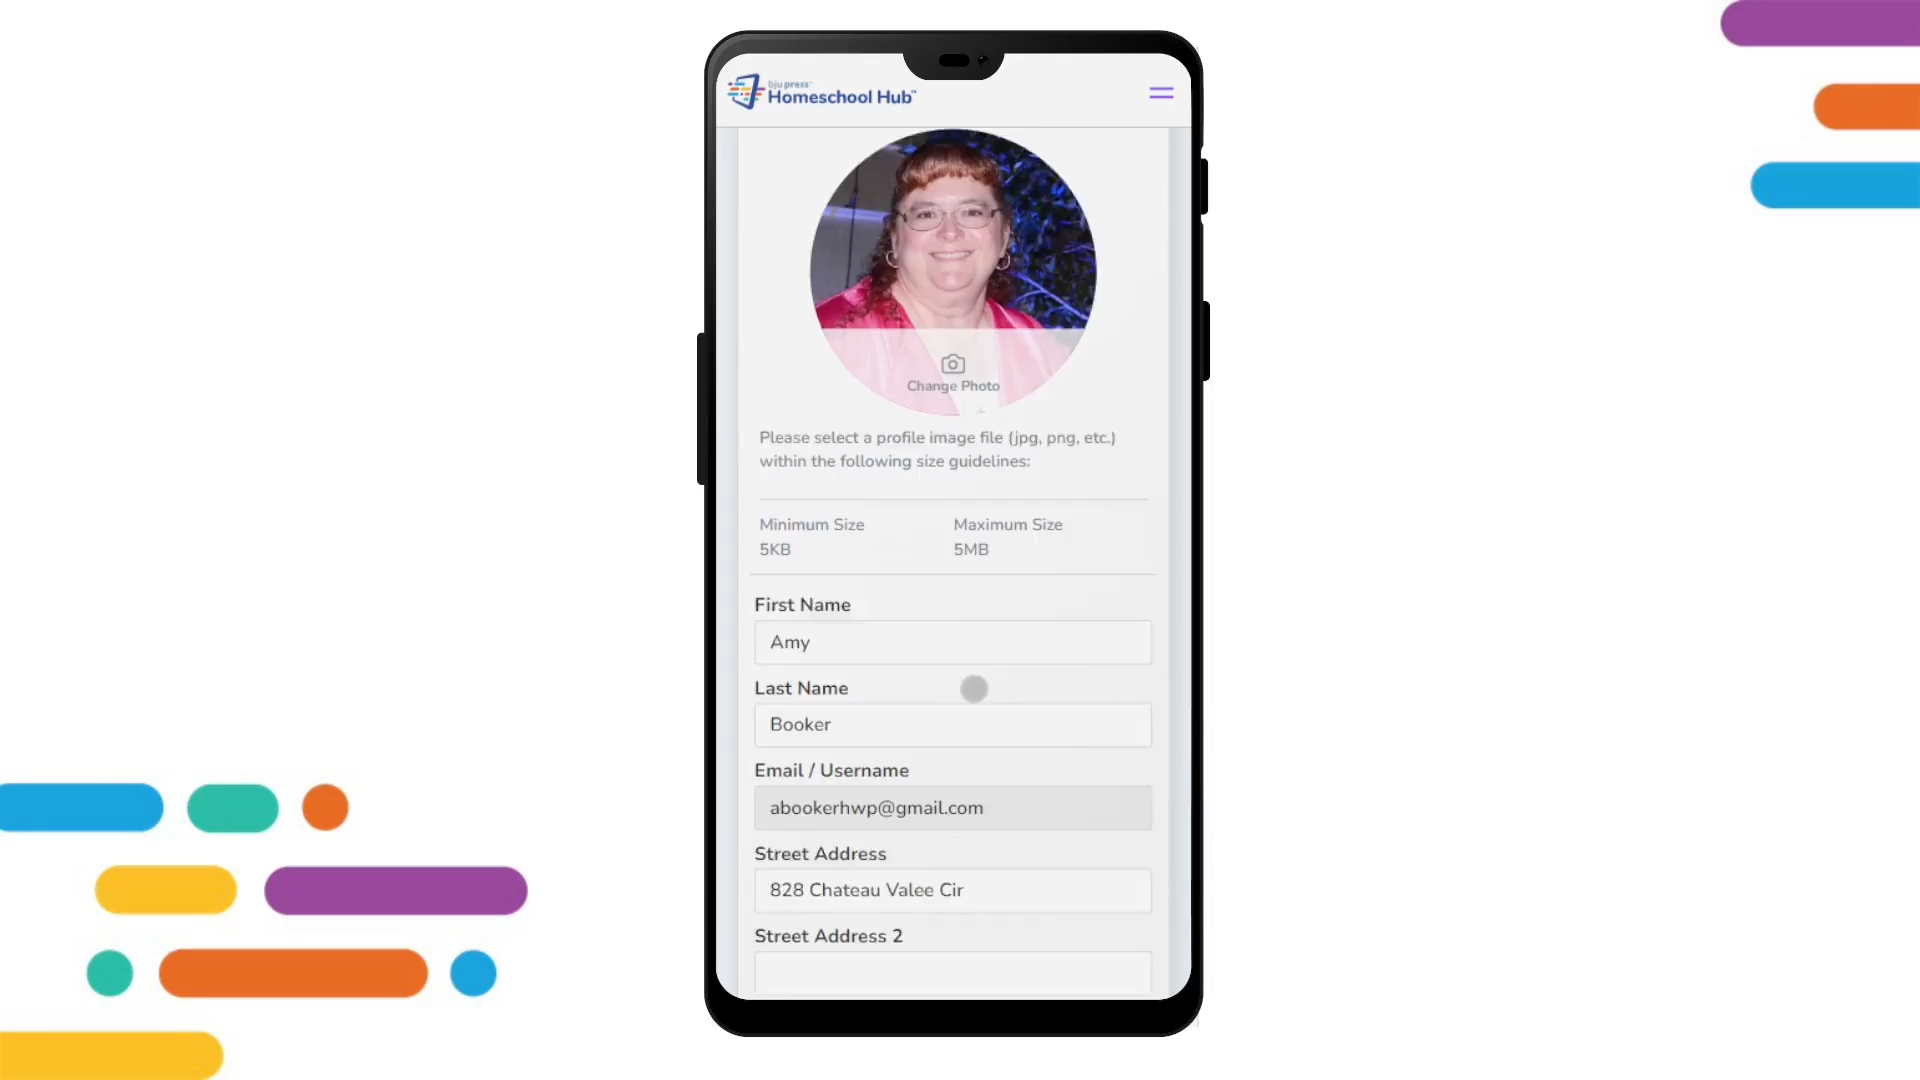 bju press™
Homeschool Hub™
Change Photo
Please select a profile image file (jpg, png, etc.)
within the following size guidelines:
Minimum Size
Maximum Size
5KB
5MB
First Name
Amy
Last Name
Booker
Email / Username
abookerhwp@gmail.com
Street Address
828 Chateau Valee Cir
Street Address 2